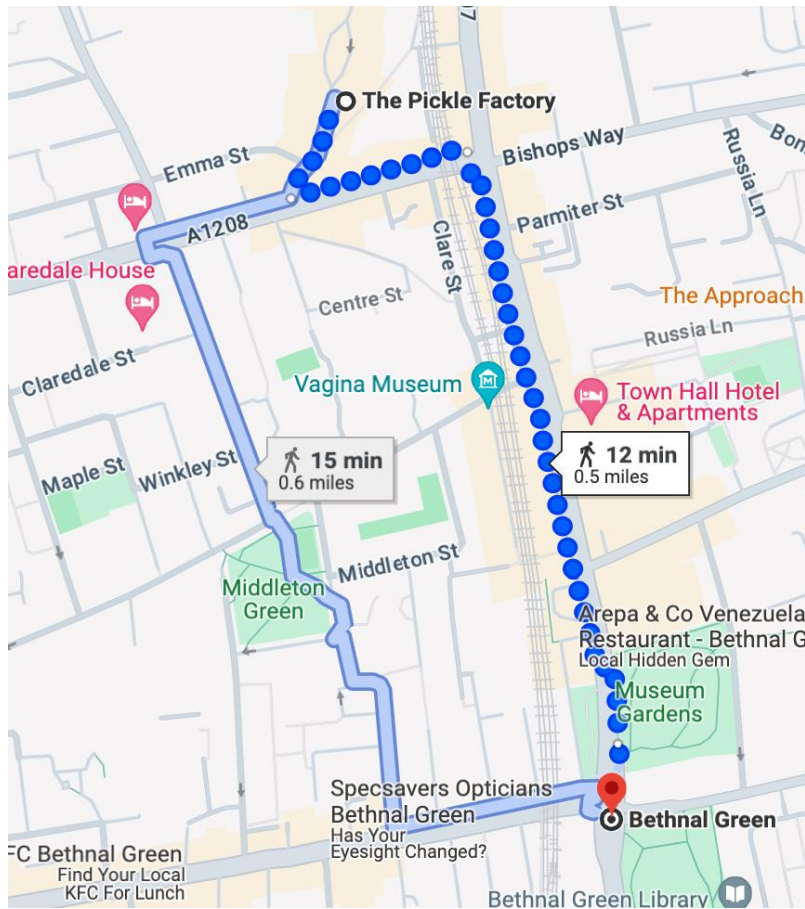 07
The Pickle Factory
Bishops Way
Emma St
Russia Ln
Bon
Parmiter St
A1208
Clare St
aredale House
Centre St
The Approach
Russia Ln
Claredale St
Vagina Museum
Town Hall Hotel
& Apartments
15 min
0.6 miles
12 min
0.5 miles
Maple St
Winkley St
Middleton St
Middleton
Green
Arepa & Co Venezuela
Restaurant - Bethnal G
Local Hidden Gem
Museum
Gardens
Specsavers Opticians
Bethnal Green
Has Your
Eyesight Changed?
Bethnal Green
FC Bethnal Green
Find Your Local
KFC For Lunch
Bethnal Green Library